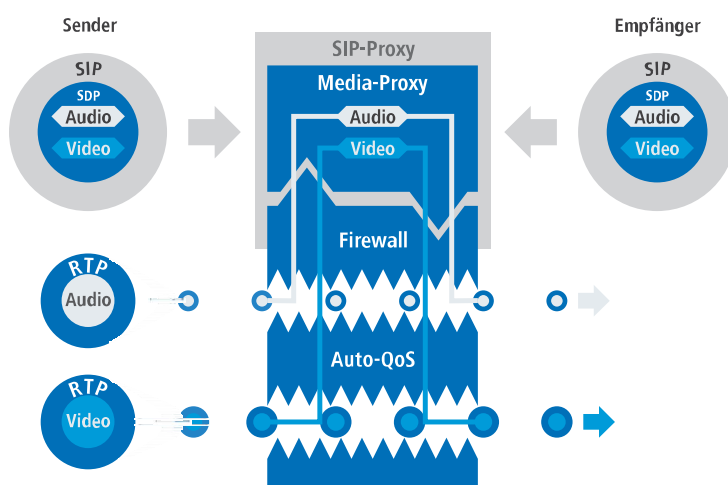 Sender
Empfänger
SIP-Proxy
SIP
SDP
Audio
Video
Media-Proxy
Audio
Video
SIP
SDP
Audio
Video
Firewall
RTP
Audio
Auto-QoS
RTP
Video